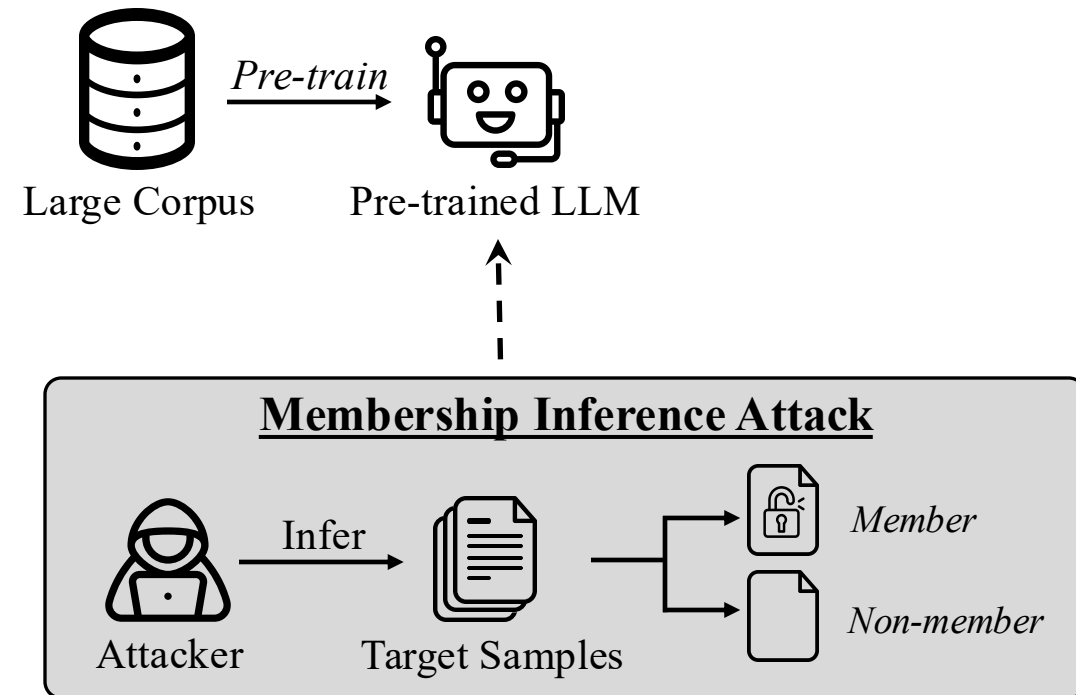 Pre-train
Large Corpus
Pre-trained LLM
Membership Inference Attack
Infer
Member
Non-member
Attacker
Target Samples